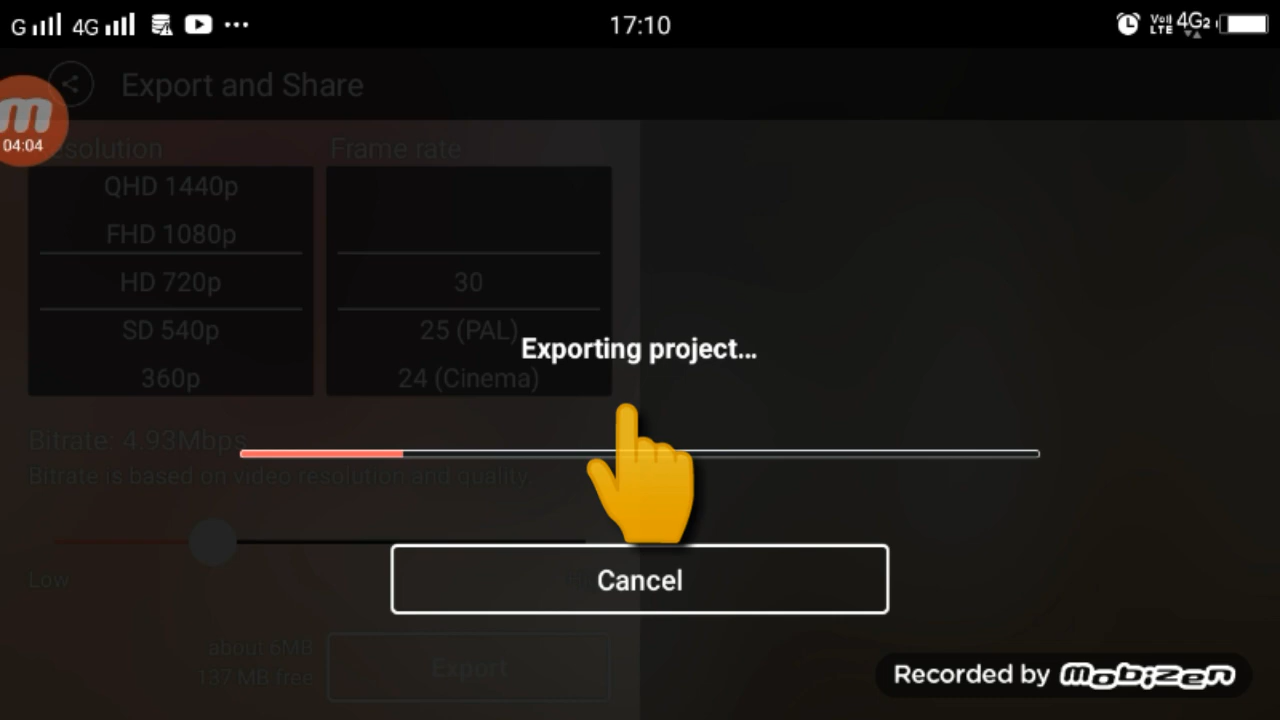 G 4G 17:10 VoLTE 4G2
Export and Share
m
04:04
esolution Frame rate
QHD 1440p
FHD 1080p
HD 720p 30
SD 540p 25 (PAL)
360p 24 (Cinema)
Exporting project...
Bitrate: 4.93Mbps
Bitrate is based on video resolution and quality.
Low
Cancel
about 6MB
137 MB free
Export
Recorded by mobizen